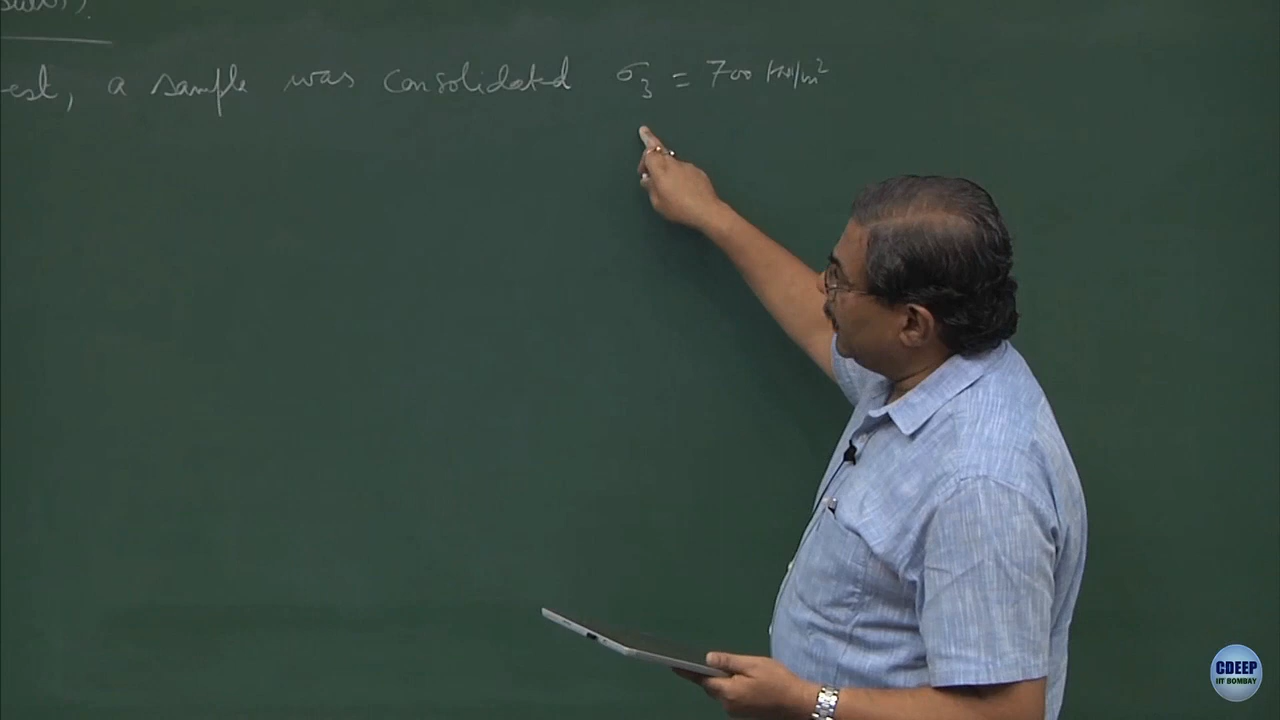 est, a sample was consolidated σ₃ = 700 kN/m²
CDEEP
IIT BOMBAY